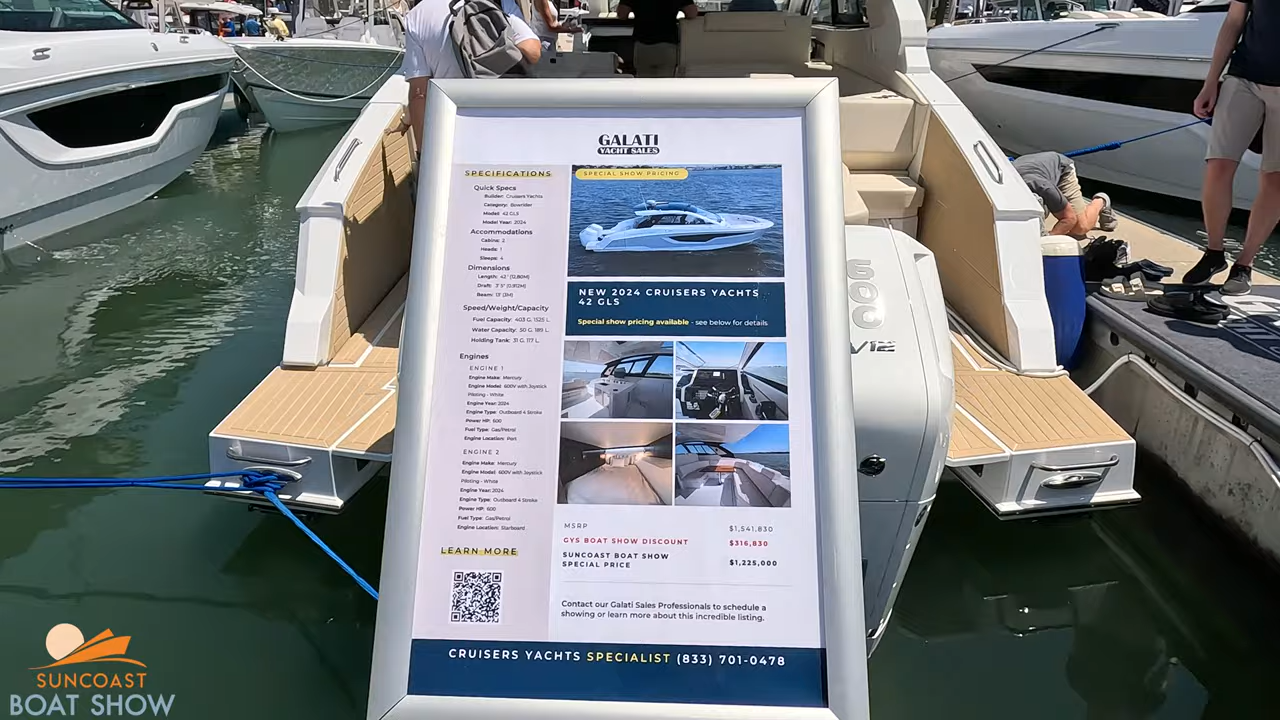 GALATI
YACHT SALES
SPECIFICATIONS
Quick Specs
Builder: Cruisers Yachts
Category: Bowrider
Model: 42 GLS
Model Year: 2024
Accommodations
Cabins: 2
Heads: 1
Sleeps: 4
Dimensions
Length: 42' (12.80M)
Draft: 3' 5" (0.912M)
Beam: 13' (3M)
Speed/Weight/Capacity
Fuel Capacity: 403 G. 1525 L.
Water Capacity: 50 G. 189 L.
Holding Tank: 31 G. 117 L.
Engines
ENGINE 1
Engine Make: Mercury
Engine Model: 600V with Joystick
Piloting - White
Engine Year: 2024
Engine Type: Outboard 4 Stroke
Power HP: 600
Fuel Type: Gas/Petrol
Engine Location: Port
ENGINE 2
Engine Make: Mercury
Engine Model: 600V with Joystick
Piloting - White
Engine Year: 2024
Engine Type: Outboard 4 Stroke
Power HP: 600
Fuel Type: Gas/Petrol
Engine Location: Starboard
LEARN MORE
SPECIAL SHOW PRICING
NEW 2024 CRUISERS YACHTS
42 GLS
Special show pricing available - see below for details
MSRP $1,541,830
GYS BOAT SHOW DISCOUNT $316,830
SUNCOAST BOAT SHOW
SPECIAL PRICE $1,225,000
Contact our Galati Sales Professionals to schedule a
showing or learn more about this incredible listing.
CRUISERS YACHTS SPECIALIST (833) 701-0478
600
V12
SUNCOAST
BOAT SHOW